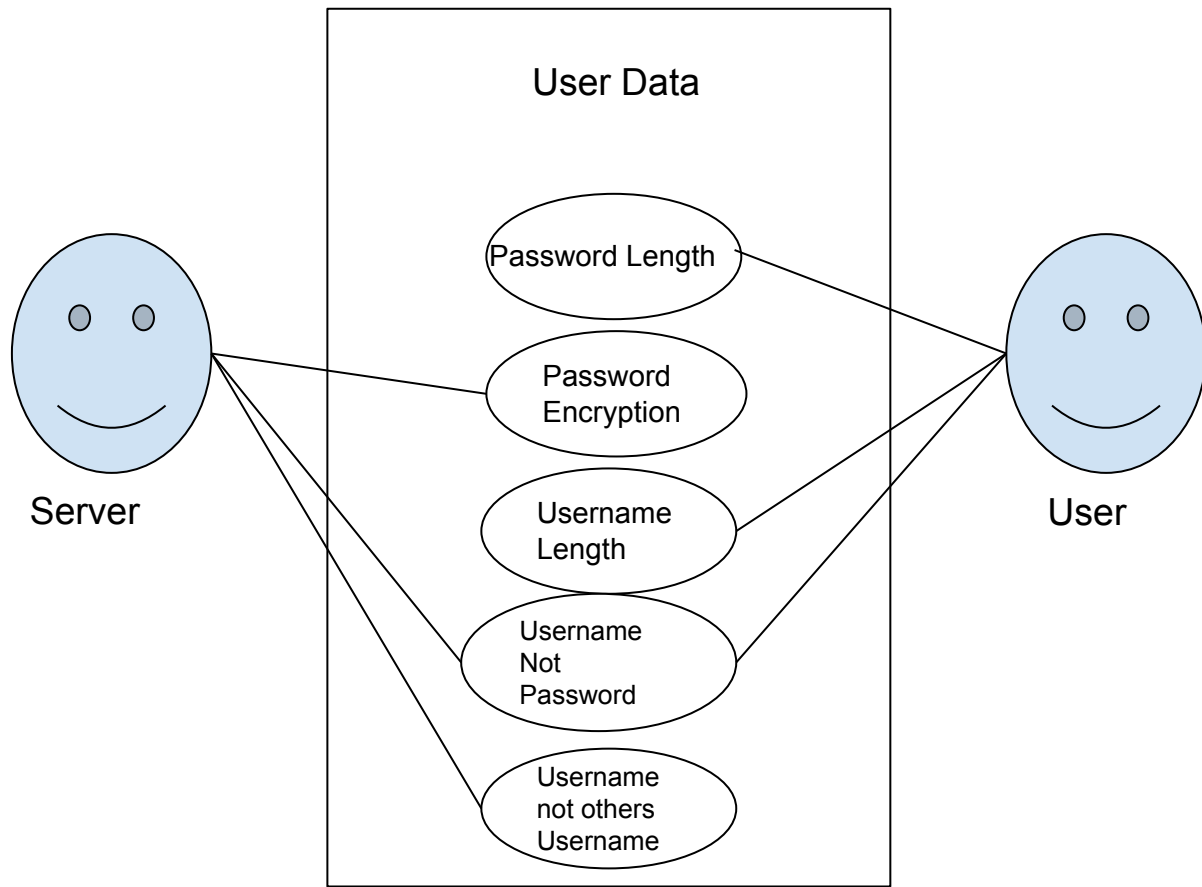 User Data
Password Length
Password
Encryption
Username
Length
Username
Not
Password
Username
not others
Username
Server
User